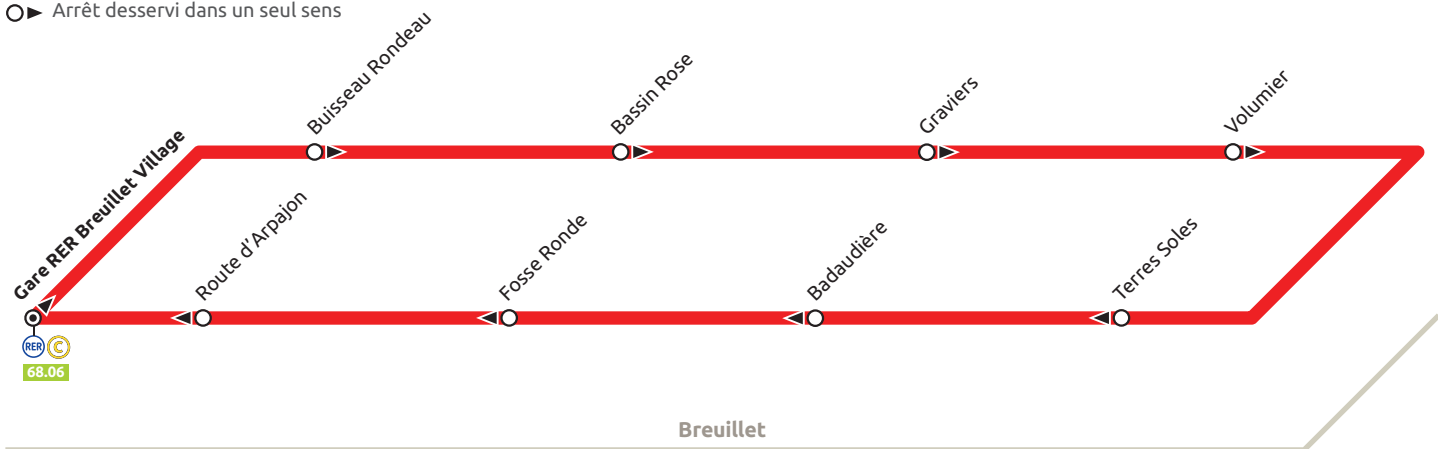 Arrêt desservi dans un seul sens
Buisseau Rondeau
Bassin Rose
Graviers
Volumier
Gare RER Breuillet Village
Route d'Arpajon
Fosse Ronde
Badaudière
Terres Soles
RER C
68.06
Breuillet